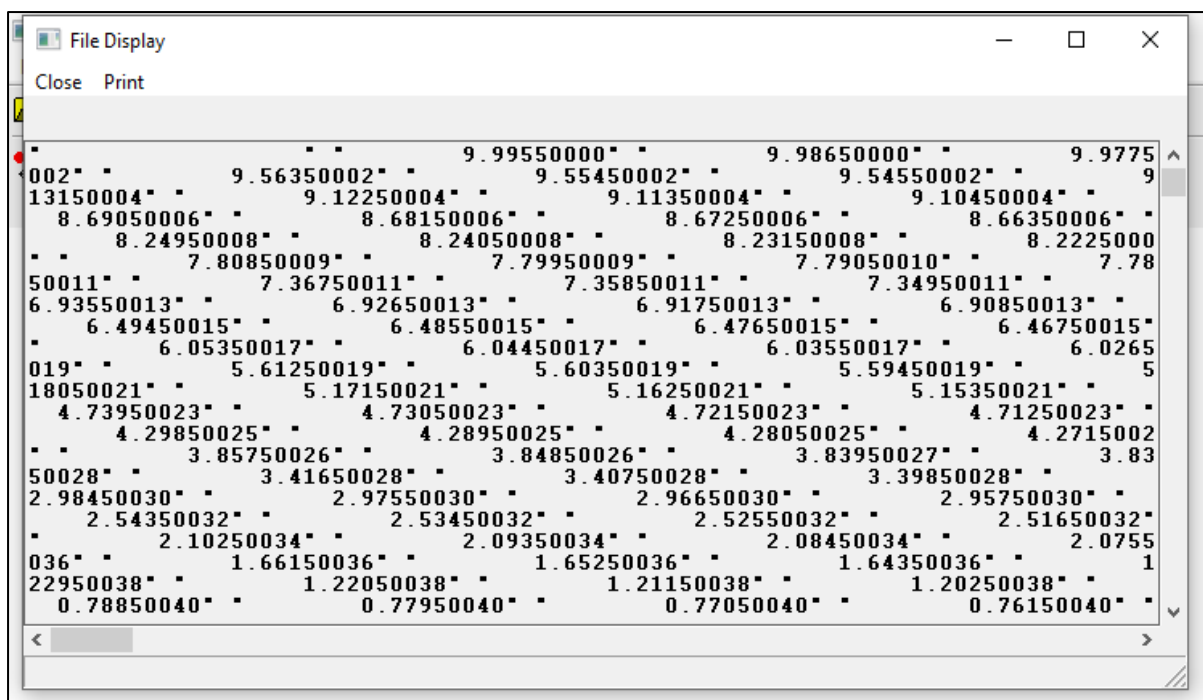 File Display
Close Print
" " " 9.99550000" " 9.98650000" " 9.9775
002" " 9.56350002" " 9.55450002" " 9.54550002" " 9
13150004" " 9.12250004" " 9.11350004" " 9.10450004" "
8.69050006" " 8.68150006" " 8.67250006" " 8.66350006" "
8.24950008" " 8.24050008" " 8.23150008" " 8.2225000
" " 7.80850009" " 7.79950009" " 7.79050010" " 7.78
50011" " 7.36750011" " 7.35850011" " 7.34950011" "
6.93550013" " 6.92650013" " 6.91750013" " 6.90850013" "
6.49450015" " 6.48550015" " 6.47650015" " 6.46750015"
" 6.05350017" " 6.04450017" " 6.03550017" " 6.0265
019" " 5.61250019" " 5.60350019" " 5.59450019" " 5
18050021" " 5.17150021" " 5.16250021" " 5.15350021" "
4.73950023" " 4.73050023" " 4.72150023" " 4.71250023" "
4.29850025" " 4.28950025" " 4.28050025" " 4.2715002
" " 3.85750026" " 3.84850026" " 3.83950027" " 3.83
50028" " 3.41650028" " 3.40750028" " 3.39850028" "
2.98450030" " 2.97550030" " 2.96650030" " 2.95750030" "
2.54350032" " 2.53450032" " 2.52550032" " 2.51650032"
" 2.10250034" " 2.09350034" " 2.08450034" " 2.0755
036" " 1.66150036" " 1.65250036" " 1.64350036" " 1
22950038" " 1.22050038" " 1.21150038" " 1.20250038" "
0.78850040" " 0.77950040" " 0.77050040" " 0.76150040" "